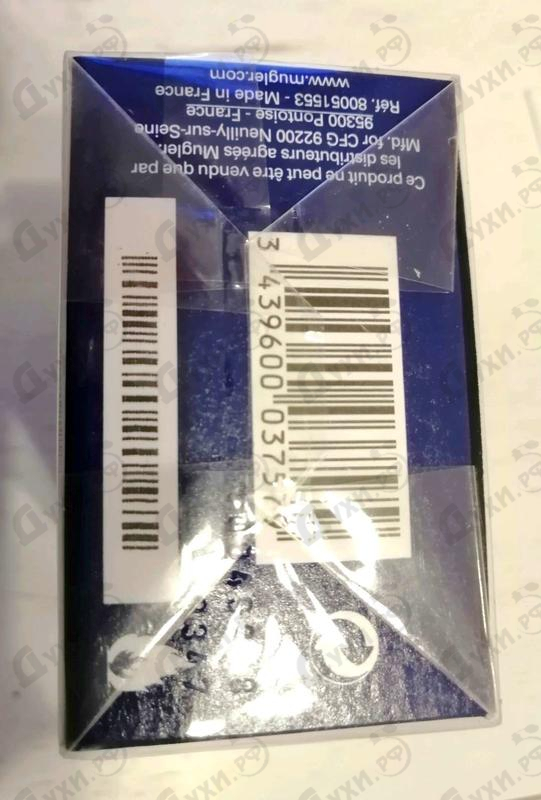 Ce produit ne peut être vendu que par
les distributeurs agréés Mugler.
Mfd. for CFG 92200 Neuilly-sur-Seine
95300 Pontoise - France
Réf. 80051553 - Made in France
www.mugler.com
3 439600 037579
Духи.рф